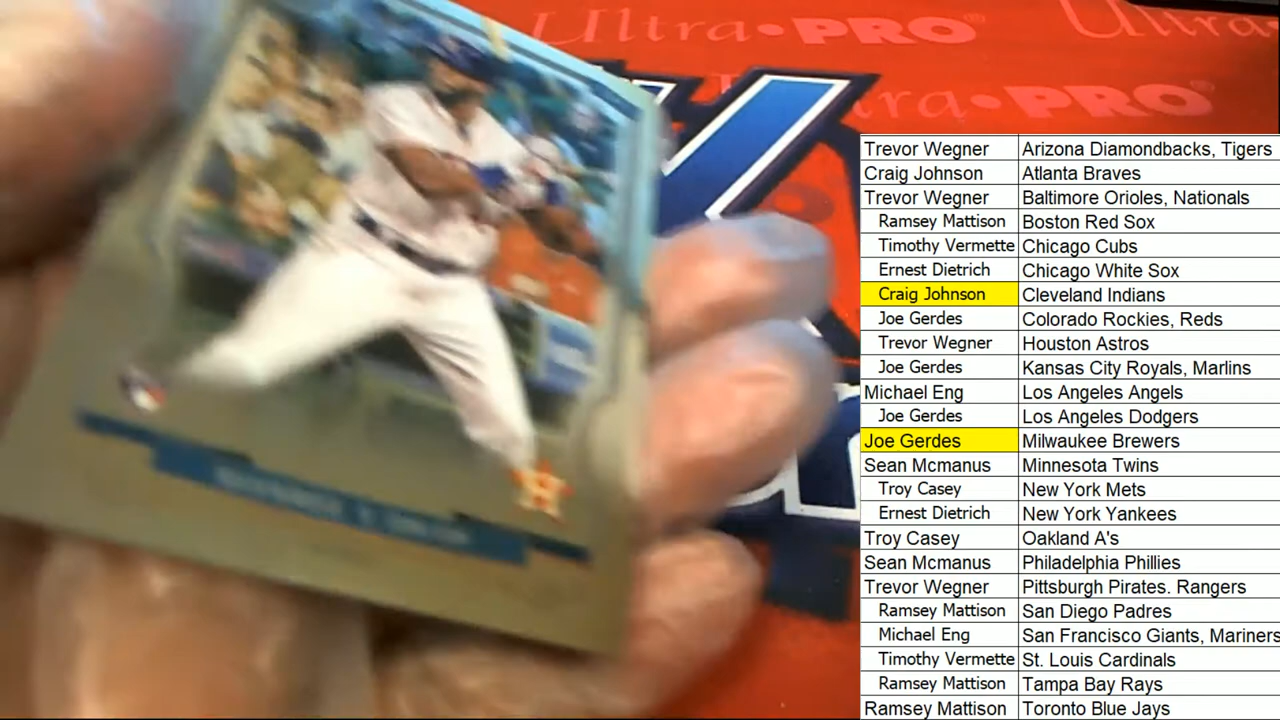 Ultra•PRO Ultra
Ultra•PRO
Trevor Wegner Arizona Diamondbacks, Tigers
Craig Johnson Atlanta Braves
Trevor Wegner Baltimore Orioles, Nationals
Ramsey Mattison Boston Red Sox
Timothy Vermette Chicago Cubs
Ernest Dietrich Chicago White Sox
Craig Johnson Cleveland Indians
Joe Gerdes Colorado Rockies, Reds
Trevor Wegner Houston Astros
Joe Gerdes Kansas City Royals, Marlins
Michael Eng Los Angeles Angels
Joe Gerdes Los Angeles Dodgers
Joe Gerdes Milwaukee Brewers
Sean Mcmanus Minnesota Twins
Troy Casey New York Mets
Ernest Dietrich New York Yankees
Troy Casey Oakland A's
Sean Mcmanus Philadelphia Phillies
Trevor Wegner Pittsburgh Pirates. Rangers
Ramsey Mattison San Diego Padres
Michael Eng San Francisco Giants, Mariners
Timothy Vermette St. Louis Cardinals
Ramsey Mattison Tampa Bay Rays
Ramsey Mattison Toronto Blue Jays